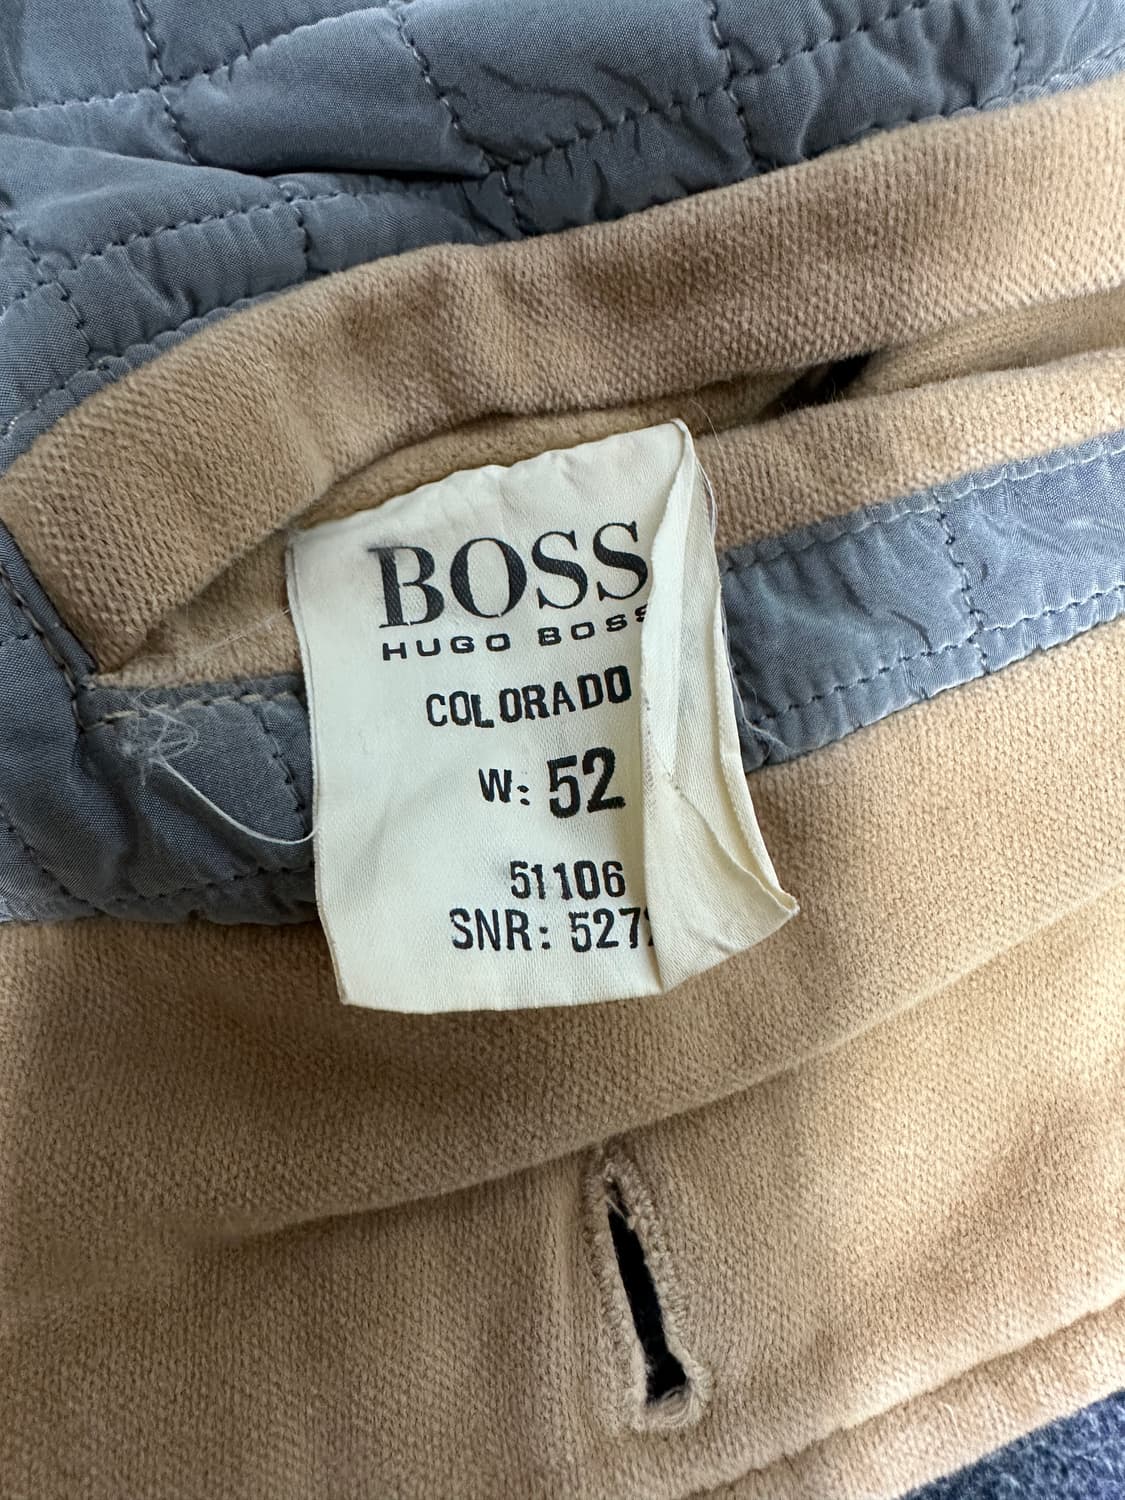 BOSS
HUGO BOSS
COLORADO
W: 52
51106
SNR: 527